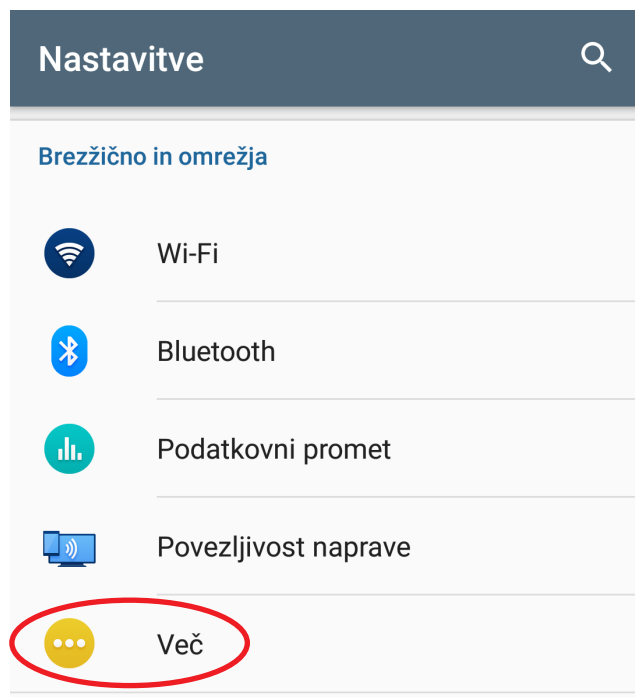 Nastavitve
Brezžično in omrežja
Wi-Fi
Bluetooth
Podatkovni promet
Povezljivost naprave
Več